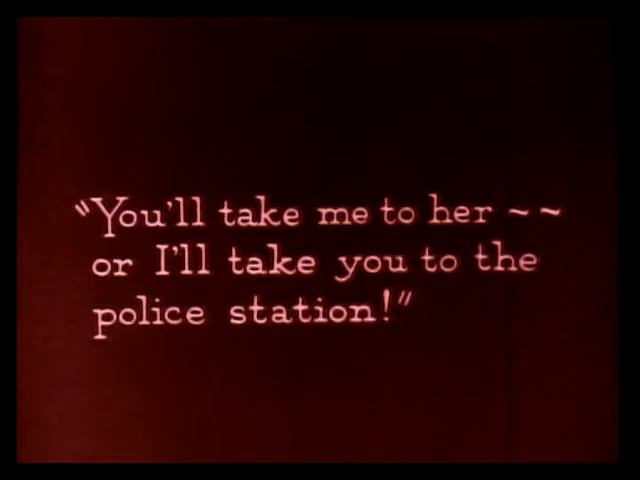 "You'll take me to her ~ ~
or I'll take you to the
police station!"